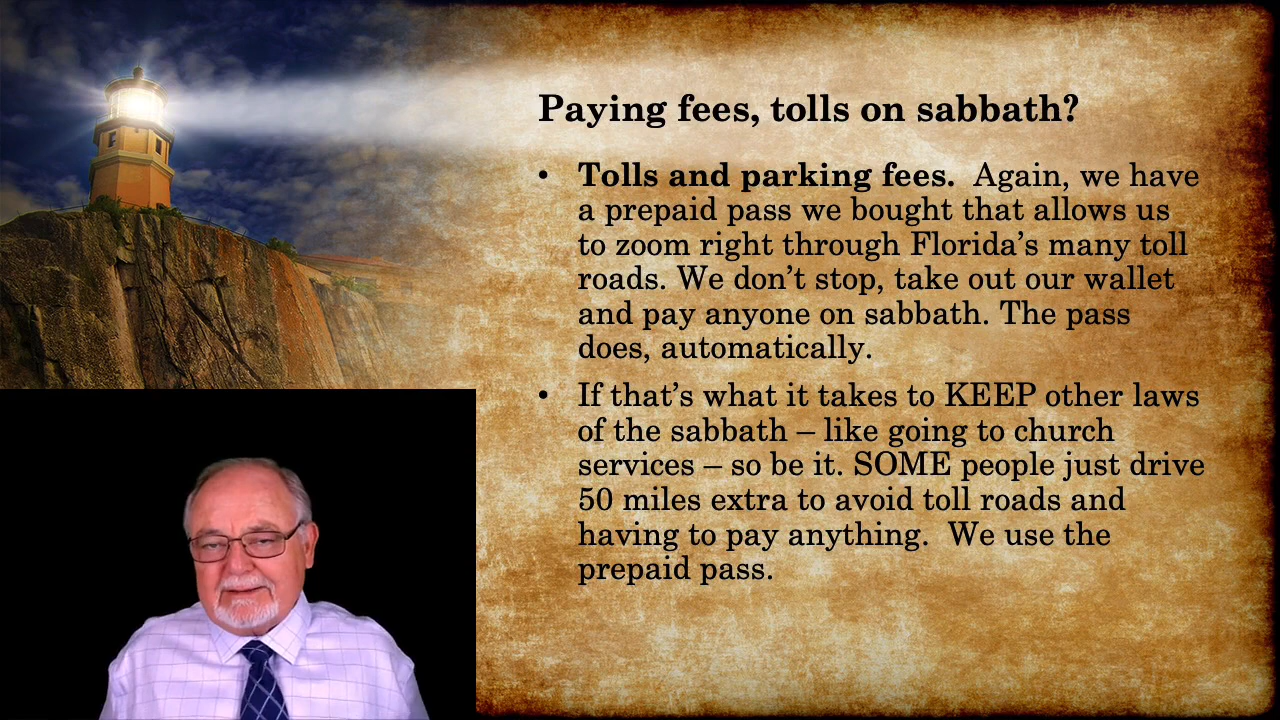 Paying fees, tolls on sabbath?
• Tolls and parking fees.  Again, we have
a prepaid pass we bought that allows us
to zoom right through Florida’s many toll
roads. We don’t stop, take out our wallet
and pay anyone on sabbath. The pass
does, automatically.
• If that’s what it takes to KEEP other laws
of the sabbath – like going to church
services – so be it. SOME people just drive
50 miles extra to avoid toll roads and
having to pay anything.  We use the
prepaid pass.